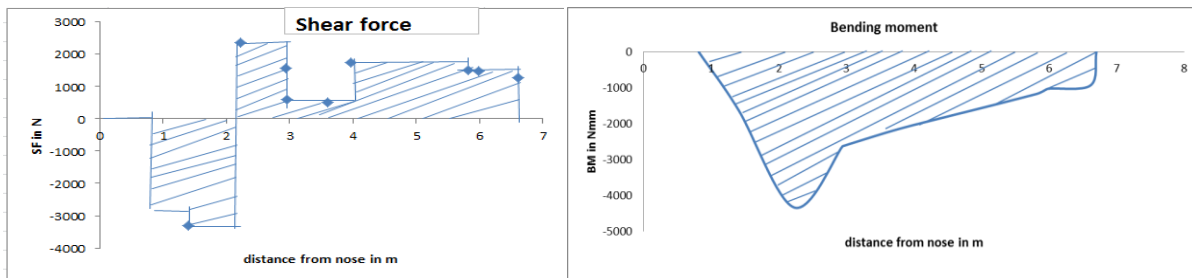 Shear force
3000
2000
1000
0
-1000
-2000
-3000
-4000
0 1 2 3 4 5 6 7
SF in N
distance from nose in m
Bending moment
0
-1000
-2000
-3000
-4000
-5000
0 1 2 3 4 5 6 7 8
BM in Nmm
distance from nose in m